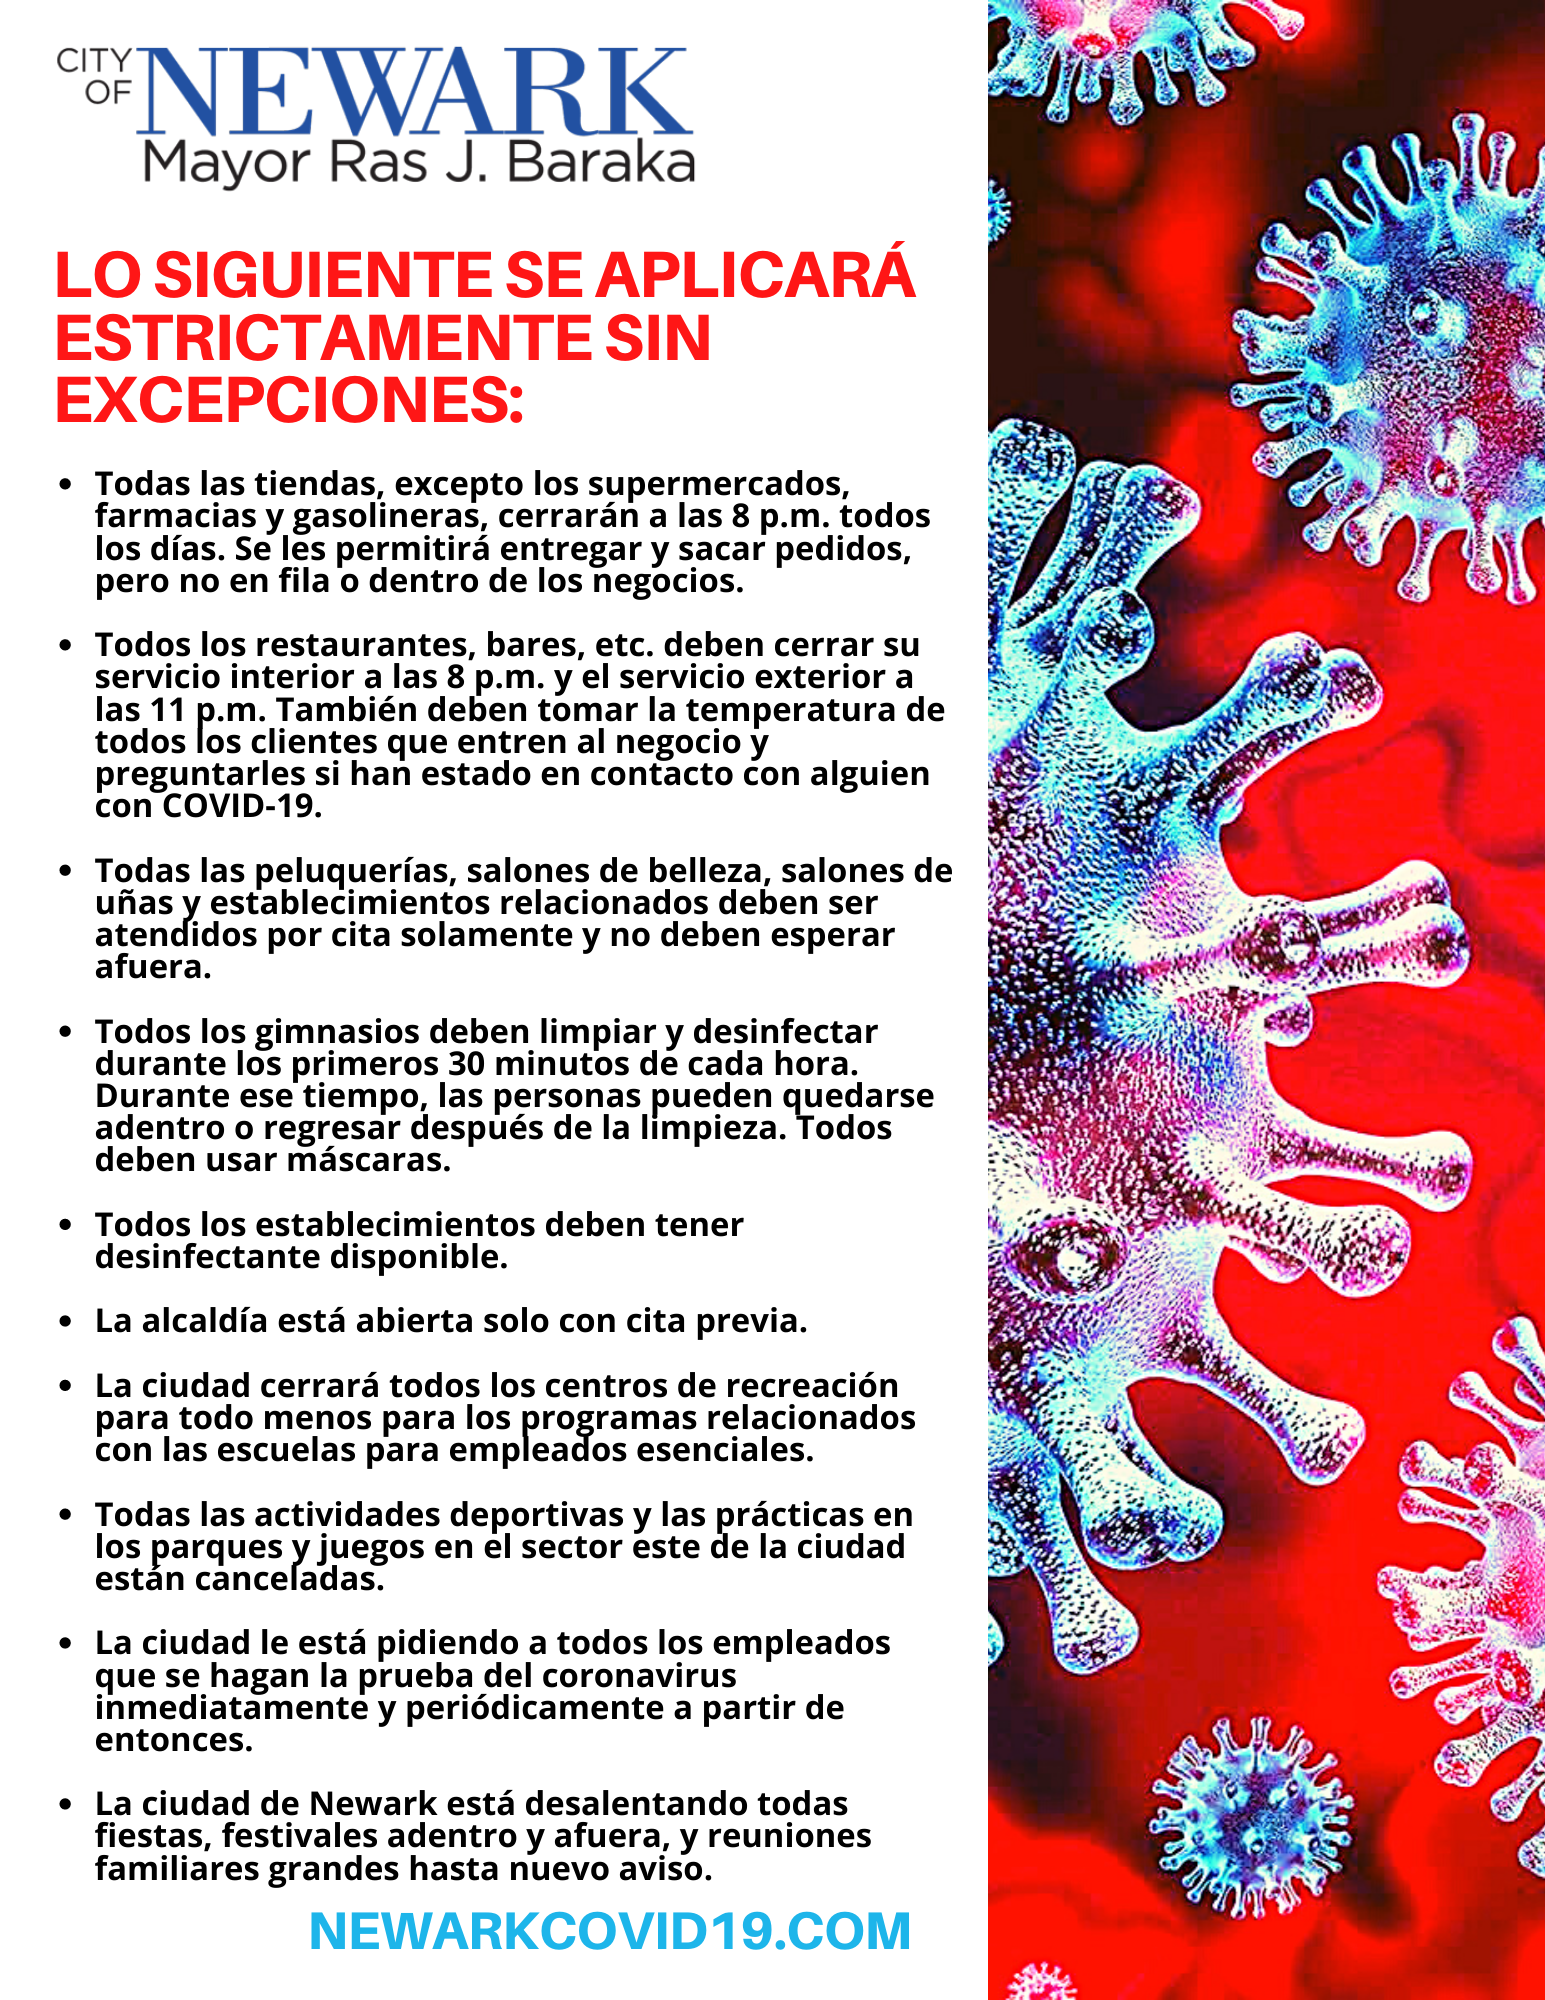 CITY
OF
NEWARK
Mayor Ras J. Baraka
LO SIGUIENTE SE APLICARÁ
ESTRICTAMENTE SIN
EXCEPCIONES:
• Todas las tiendas, excepto los supermercados,
farmacias y gasolineras, cerrarán a las 8 p.m. todos
los días. Se les permitirá entregar y sacar pedidos,
pero no en fila o dentro de los negocios.
• Todos los restaurantes, bares, etc. deben cerrar su
servicio interior a las 8 p.m. y el servicio exterior a
las 11 p.m. También deben tomar la temperatura de
todos los clientes que entren al negocio y
preguntarles si han estado en contacto con alguien
con COVID-19.
• Todas las peluquerías, salones de belleza, salones de
uñas y establecimientos relacionados deben ser
atendidos por cita solamente y no deben esperar
afuera.
• Todos los gimnasios deben limpiar y desinfectar
durante los primeros 30 minutos de cada hora.
Durante ese tiempo, las personas pueden quedarse
adentro o regresar después de la limpieza. Todos
deben usar máscaras.
• Todos los establecimientos deben tener
desinfectante disponible.
• La alcaldía está abierta solo con cita previa.
• La ciudad cerrará todos los centros de recreación
para todo menos para los programas relacionados
con las escuelas para empleados esenciales.
• Todas las actividades deportivas y las prácticas en
los parques y juegos en el sector este de la ciudad
están canceladas.
• La ciudad le está pidiendo a todos los empleados
que se hagan la prueba del coronavirus
inmediatamente y periódicamente a partir de
entonces.
• La ciudad de Newark está desalentando todas
fiestas, festivales adentro y afuera, y reuniones
familiares grandes hasta nuevo aviso.
NEWARKCOVID19.COM